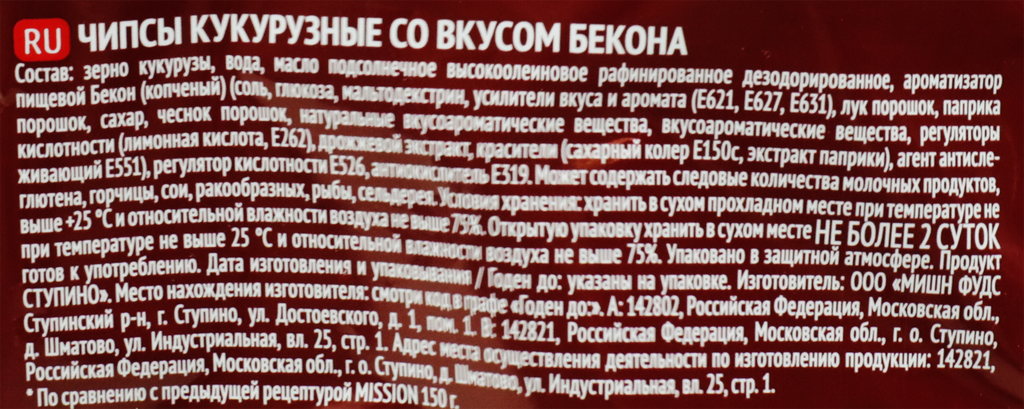 RU ЧИПСЫ КУКУРУЗНЫЕ СО ВКУСОМ БЕКОНА
Состав: зерно кукурузы, вода, масло подсолнечное высокоолеиновое рафинированное дезодорированное, ароматизатор
пищевой Бекон (копченый) (соль, глюкоза, мальтодекстрин, усилители вкуса и аромата (Е621, Е627, Е631), лук порошок, паприка
порошок, сахар, чеснок порошок, натуральные вкусоароматические вещества, вкусоароматические вещества, регуляторы
кислотности (лимонная кислота, Е262), дрожжевой экстракт, красители (сахарный колер Е150с, экстракт паприки), агент антисле-
живающий Е551), регулятор кислотности Е526, антиокислитель Е319. Может содержать следовые количества молочных продуктов,
глютена, горчицы, сои, ракообразных, рыбы, сельдерея. Условия хранения: хранить в сухом прохладном месте при температуре не
выше +25 °С и относительной влажности воздуха не выше 75%. Открытую упаковку хранить в сухом месте НЕ БОЛЕЕ 2 СУТОК
при температуре не выше 25 °С и относительной влажности воздуха не выше 75%. Упаковано в защитной атмосфере. Продукт
готов к употреблению. Дата изготовления и упаковывания / Годен до: указаны на упаковке. Изготовитель: ООО «МИШН ФУДС
СТУПИНО». Место нахождения изготовителя: смотри код в графе «Годен до:». А: 142802, Российская Федерация, Московская обл.,
Ступинский р-н, г. Ступино, ул. Достоевского, д. 1, пом. 1. В: 142821, Российская Федерация, Московская обл., г. о. Ступино,
д. Шматово, ул. Индустриальная, вл. 25, стр. 1. Адрес места осуществления деятельности по изготовлению продукции: 142821,
Российская Федерация, Московская обл., г. о. Ступино, д. Шматово, ул. Индустриальная, вл. 25, стр. 1.
* По сравнению с предыдущей рецептурой MISSION 150 г.